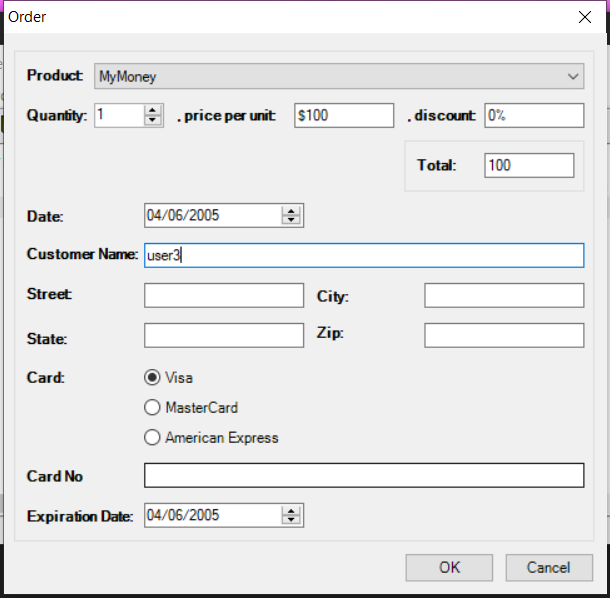 Order
Product: MyMoney
Quantity: 1 . price per unit: $100 . discount: 0%
Total: 100
Date: 04/06/2005
Customer Name: user3
Street: City:
State: Zip:
Card: Visa
MasterCard
American Express
Card No
Expiration Date: 04/06/2005
OK Cancel